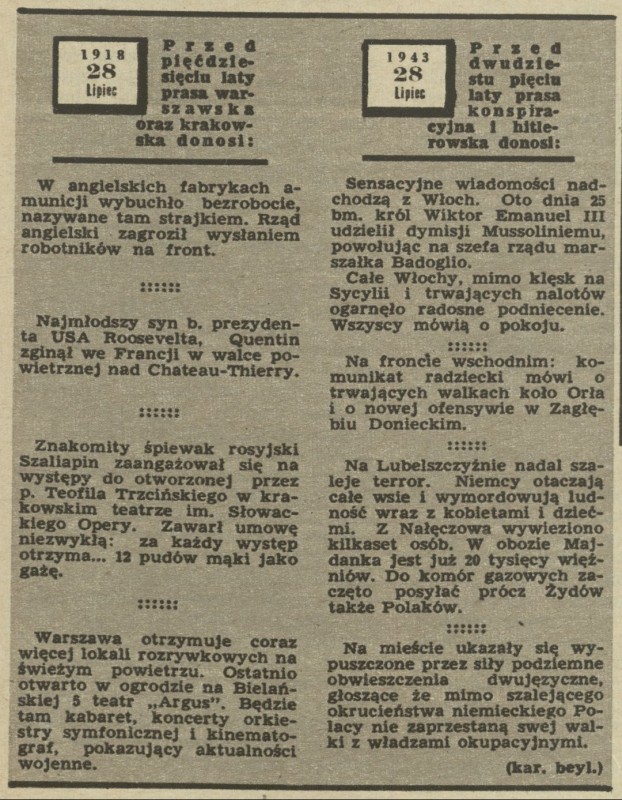 1918
28
Lipiec
Przed
pięćdzie-
sięciu laty
prasa war-
szawska
oraz krakow-
ska donosi:
W angielskich fabrykach a-
municji wybuchło bezrobocie,
nazywane tam strajkiem. Rząd
angielski zagroził wysłaniem
robotników na front.
Najmłodszy syn b. prezyden-
ta USA Roosevelta, Quentin
zginął we Francji w walce po-
wietrznej nad Chateau-Thierry.
Znakomity śpiewak rosyjski
Szaliapin zaangażował się na
występy do otworzonej przez
p. Teofila Trzcińskiego w kra-
kowskim teatrze im. Słowac-
kiego Opery. Zawarł umowę
niezwykłą: za każdy występ
otrzyma... 12 pudów mąki jako
gażę.
Warszawa otrzymuje coraz
więcej lokali rozrywkowych na
świeżym powietrzu. Ostatnio
otwarto w ogrodzie na Bielań-
skiej 5 teatr „Argus". Będzie
tam kabaret, koncerty orkie-
stry symfonicznej i kinemato-
graf, pokazujący aktualności
wojenne.
1943
28
Lipiec
Przed
dwudzie-
stu pięciu
laty prasa
konspira-
cyjna i hitle-
rowska donosi:
Sensacyjne wiadomości nad-
chodzą z Włoch. Oto dnia 25
bm. król Wiktor Emanuel III
udzielił dymisji Mussoliniemu,
powołując na szefa rządu mar-
szałka Badoglio.
Całe Włochy, mimo klęsk na
Sycylii i trwających nalotów
ogarnęło radosne podniecenie.
Wszyscy mówią o pokoju.
Na froncie wschodnim: ko-
munikat radziecki mówi o
trwających walkach koło Orła
i o nowej ofensywie w Zagłę-
biu Donieckim.
Na Lubelszczyźnie nadal sza-
leje terror. Niemcy otaczają
całe wsie i wymordowują lud-
ność wraz z kobietami i dzieć-
mi. Z Nałęczowa wywieziono
kilkaset osób. W obozie Maj-
danka jest już 20 tysięcy więź-
niów. Do komór gazowych za-
częto posyłać prócz Żydów
także Polaków.
Na mieście ukazały się wy-
puszczone przez siły podziemne
obwieszczenia dwujęzyczne,
głoszące że mimo szalejącego
okrucieństwa niemieckiego Po-
lacy nie zaprzestaną swej wal-
ki z władzami okupacyjnymi.
(kar. beyl.)